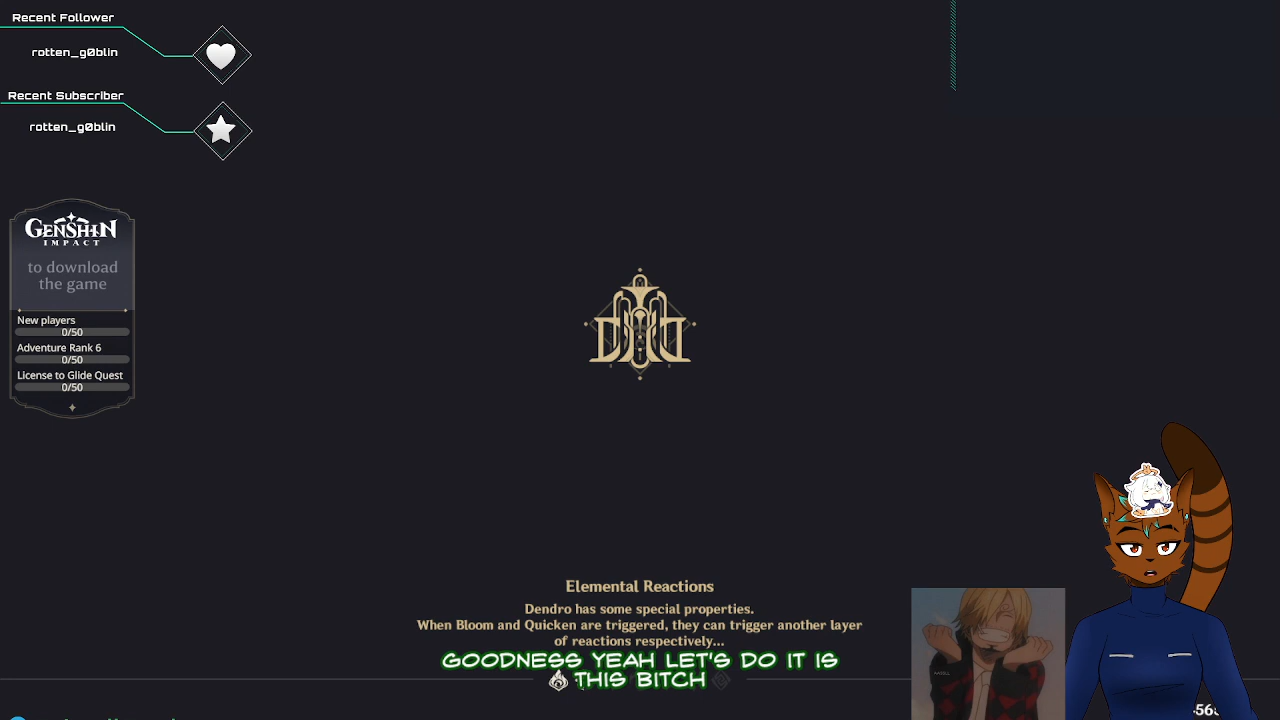 Recent Follower
rotten_g0blin
Recent Subscriber
rotten_g0blin
GENSHIN
IMPACT
to download
the game
New players
0/50
Adventure Rank 6
0/50
License to Glide Quest
0/50
Elemental Reactions
Dendro has some special properties.
When Bloom and Quicken are triggered, they can trigger another layer
of reactions respectively...
GOODNESS YEAH LET'S DO IT IS
THIS BITCH